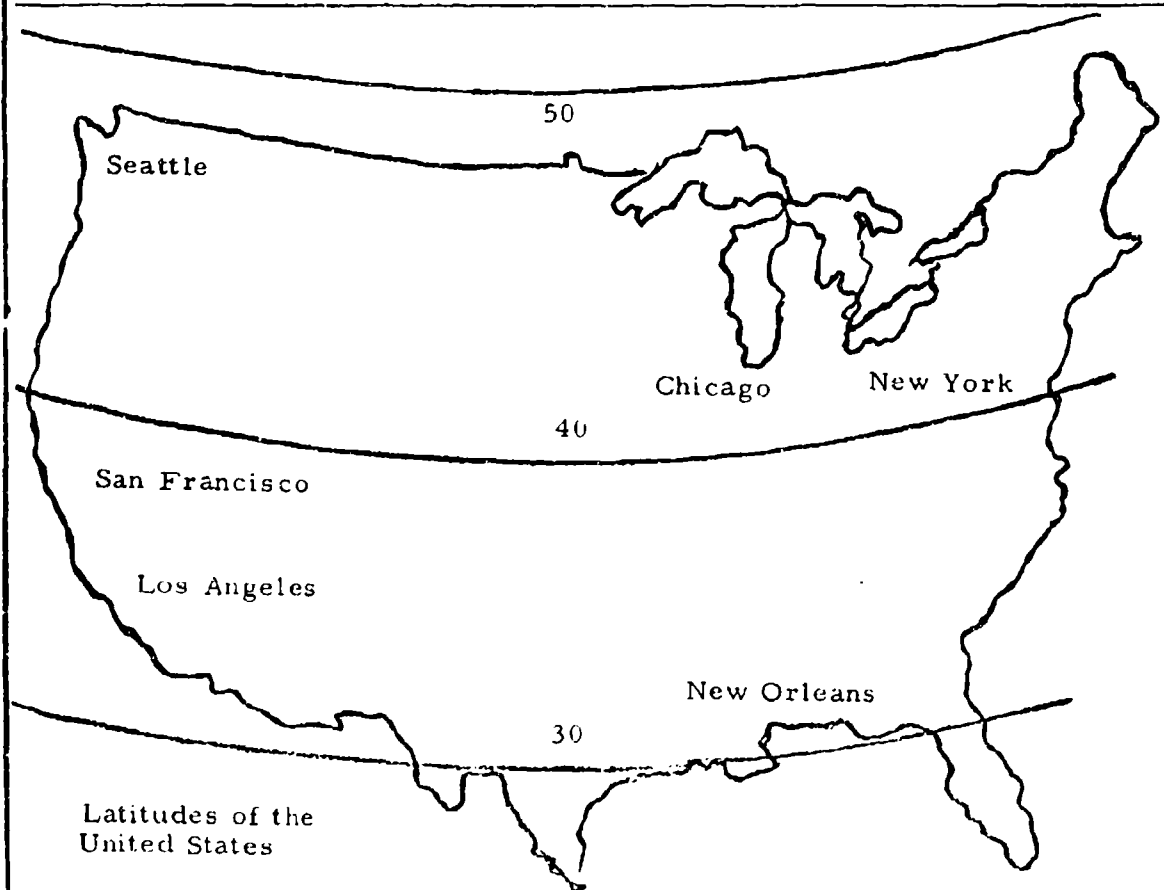 50
Seattle
Chicago
New York
40
San Francisco
Los Angeles
New Orleans
30
Latitudes of the
United States